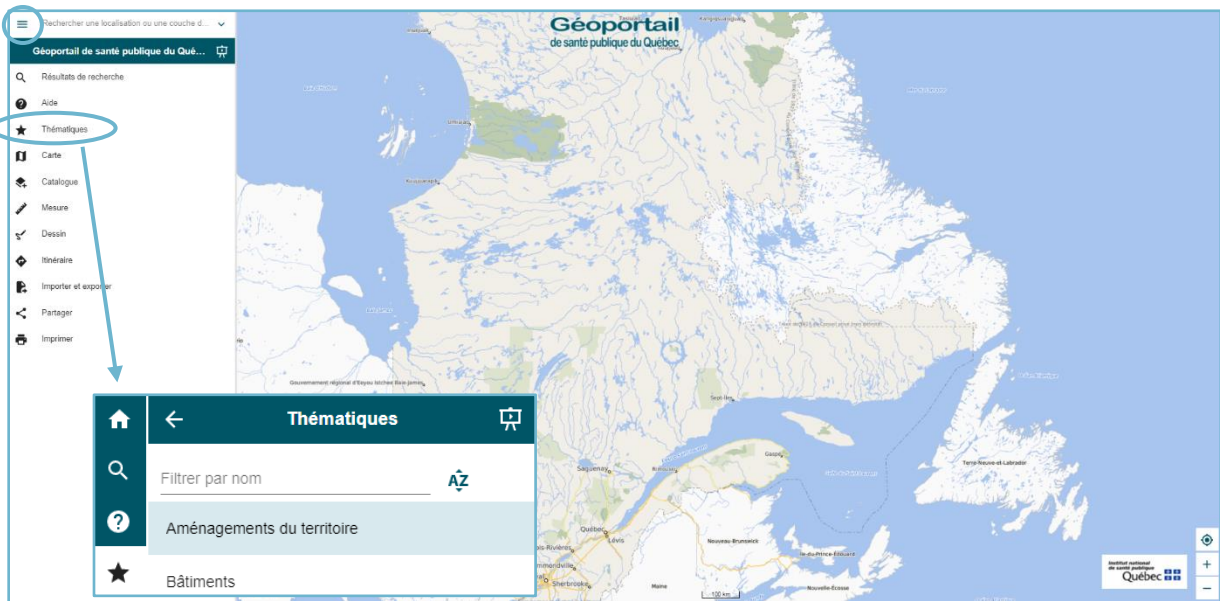 Rechercher une localisation ou une couche d...
Géoportail de santé publique du Qué...
Résultats de recherche
Aide
Thématiques
Carte
Catalogue
Mesure
Dessin
Itinéraire
Importer et exporter
Partager
Imprimer
Géoportail
de santé publique du Québec
Umiujaq
Gouvernement régional d'Eeyou Istchee Baie-James
Sept-Îles
Gaspé
Saguenay
Rimouski
Québec
Lévis
Sherbrooke
Maine
Nouveau-Brunswick
Île-du-Prince-Édouard
Nouvelle-Écosse
Terre-Neuve-et-Labrador
100 km
Thématiques
Filtrer par nom
AZ
Aménagements du territoire
Bâtiments
Institut national
de santé publique
Québec